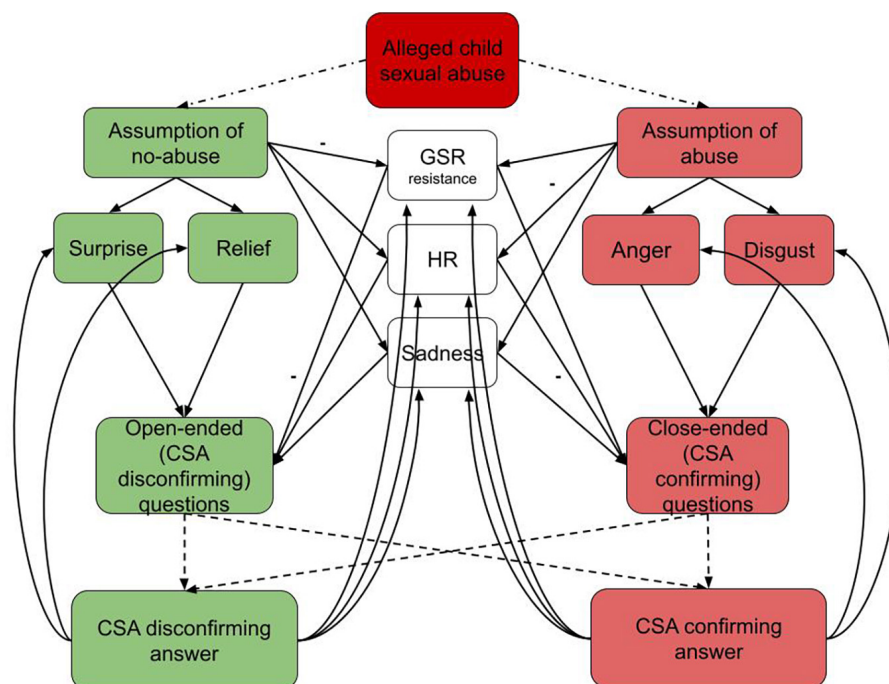 Alleged child
sexual abuse
Assumption of
no-abuse
-
GSR
resistance
-
Assumption of
abuse
Surprise
Relief
HR
Anger
Disgust
Sadness
-
-
Open-ended
(CSA
disconfirming)
questions
Close-ended
(CSA
confirming)
questions
CSA disconfirming
answer
CSA confirming
answer